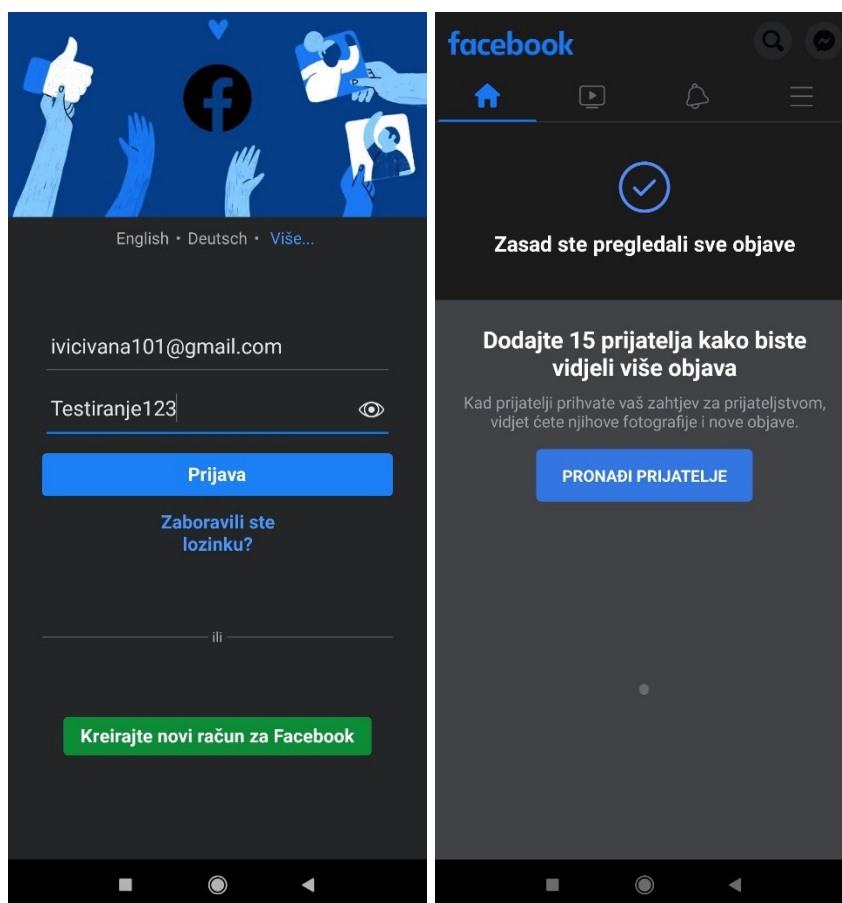 English • Deutsch • Više...
ivicivana101@gmail.com
Testiranje123
Prijava
Zaboravili ste
lozinku?
ili
Kreirajte novi račun za Facebook
facebook
Zasad ste pregledali sve objave
Dodajte 15 prijatelja kako biste
vidjeli više objava
Kad prijatelji prihvate vaš zahtjev za prijateljstvom,
vidjet ćete njihove fotografije i nove objave.
PRONAĐI PRIJATELJE